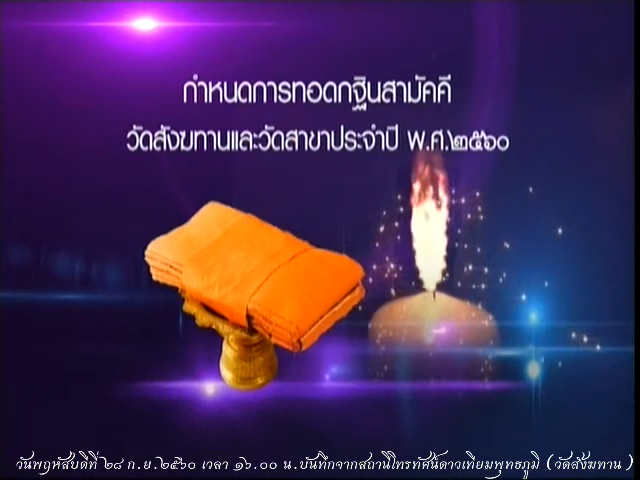 กำหนดการทอดกฐินสามัคคี
วัดสังฆทานและวัดสาขาประจำปี พ.ศ.๒๕๖๐
วันพฤหัสบดีที่ ๒๘ ก.ย.๒๕๖๐ เวลา ๑๖.๐๐ น.บันทึกจากสถานีโทรทัศน์ดาวเทียมพุทธภูมิ (วัดสังฆทาน )